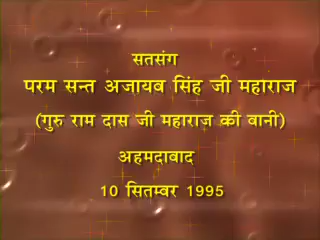 सतसंग
परम सन्त अजायब सिंह जी महाराज
(गुरु राम दास जी महाराज की बानी)
अहमदाबाद
10 सितम्बर 1995